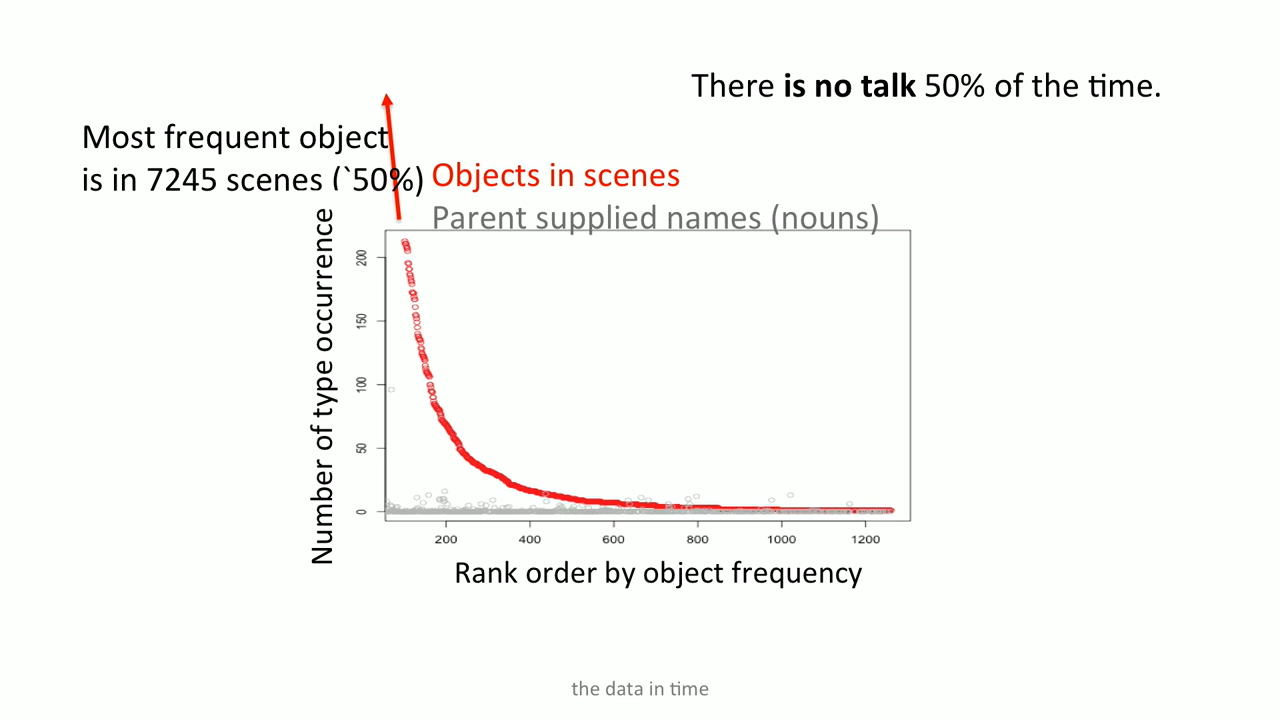 There is no talk 50% of the time.
Most frequent object
is in 7245 scenes (`50%)
Objects in scenes
Parent supplied names (nouns)
Number of type occurrence
200
150
100
50
0
200 400 600 800 1000 1200
Rank order by object frequency
the data in time